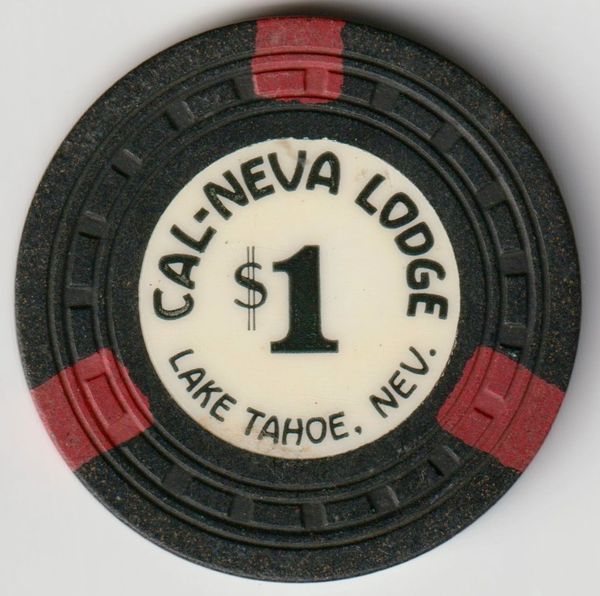 CAL-NEVA LODGE
$1
LAKE TAHOE, NEV.